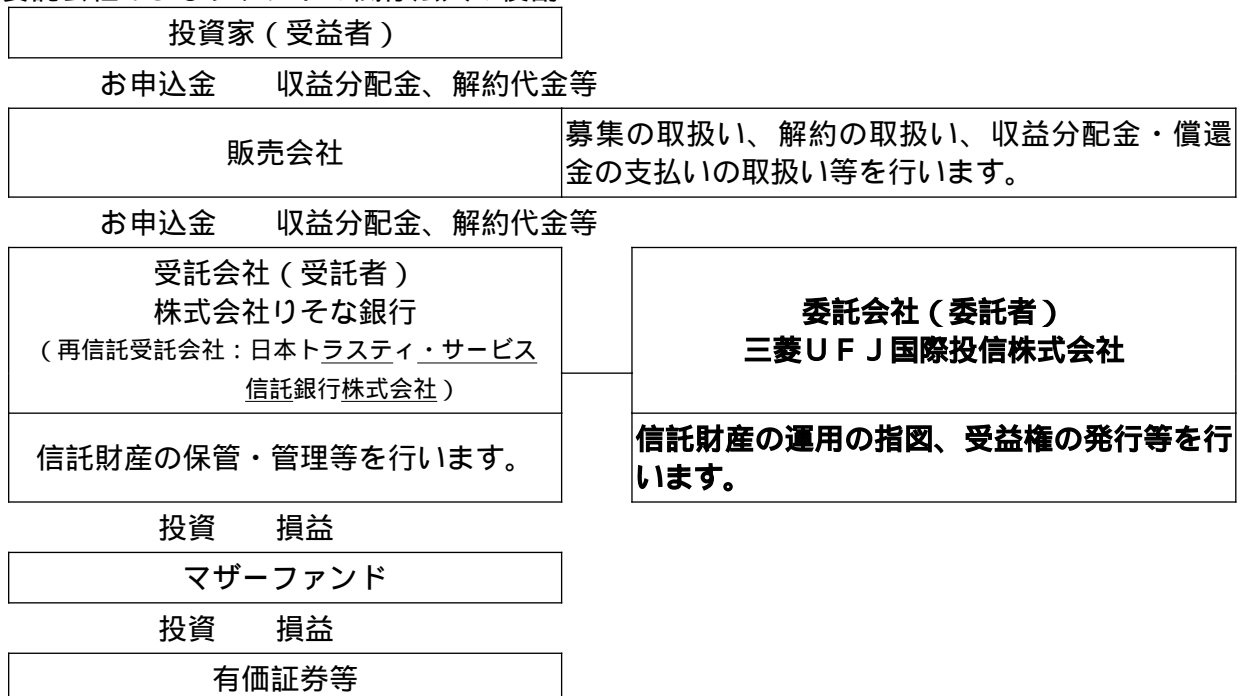 投資家（受益者）
お申込金　　収益分配金、解約代金等
販売会社
募集の取扱い、解約の取扱い、収益分配金・償還
金の支払いの取扱い等を行います。
お申込金　　収益分配金、解約代金等
受託会社（受託者）
株式会社りそな銀行
（再信託受託会社：日本トラスティ・サービス
信託銀行株式会社）
信託財産の保管・管理等を行います。
委託会社（委託者）
三菱ＵＦＪ国際投信株式会社
信託財産の運用の指図、受益権の発行等を行
います。
投資　　損益
マザーファンド
投資　　損益
有価証券等